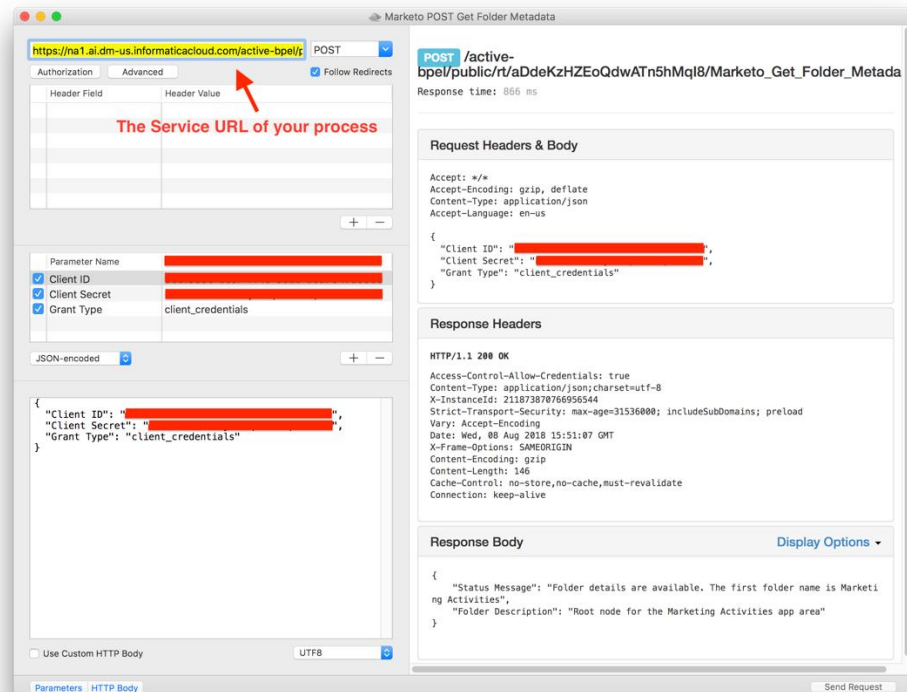 Marketo POST Get Folder Metadata
https://na1.ai.dm-us.informaticacloud.com/active-bpel/p
POST
Authorization Advanced Follow Redirects
Header Field Header Value
The Service URL of your process
Parameter Name
Client ID
Client Secret
Grant Type client_credentials
JSON-encoded
{
"Client ID": "",
"Client Secret": "",
"Grant Type": "client_credentials"
}
Use Custom HTTP Body UTF8
Parameters HTTP Body
POST /active-
bpel/public/rt/aDdeKzHZEoQdwATn5hMqI8/Marketo_Get_Folder_Metada
Response time: 866 ms
Request Headers & Body
Accept: */*
Accept-Encoding: gzip, deflate
Content-Type: application/json
Accept-Language: en-us
{
"Client ID": "",
"Client Secret": "",
"Grant Type": "client_credentials"
}
Response Headers
HTTP/1.1 200 OK
Access-Control-Allow-Credentials: true
Content-Type: application/json;charset=utf-8
X-InstanceId: 211873870766956544
Strict-Transport-Security: max-age=31536000; includeSubDomains; preload
Vary: Accept-Encoding
Date: Wed, 08 Aug 2018 15:51:07 GMT
X-Frame-Options: SAMEORIGIN
Content-Encoding: gzip
Content-Length: 146
Cache-Control: no-store,no-cache,must-revalidate
Connection: keep-alive
Response Body Display Options
{
"Status Message": "Folder details are available. The first folder name is Marketi
ng Activities",
"Folder Description": "Root node for the Marketing Activities app area"
}
Send Request